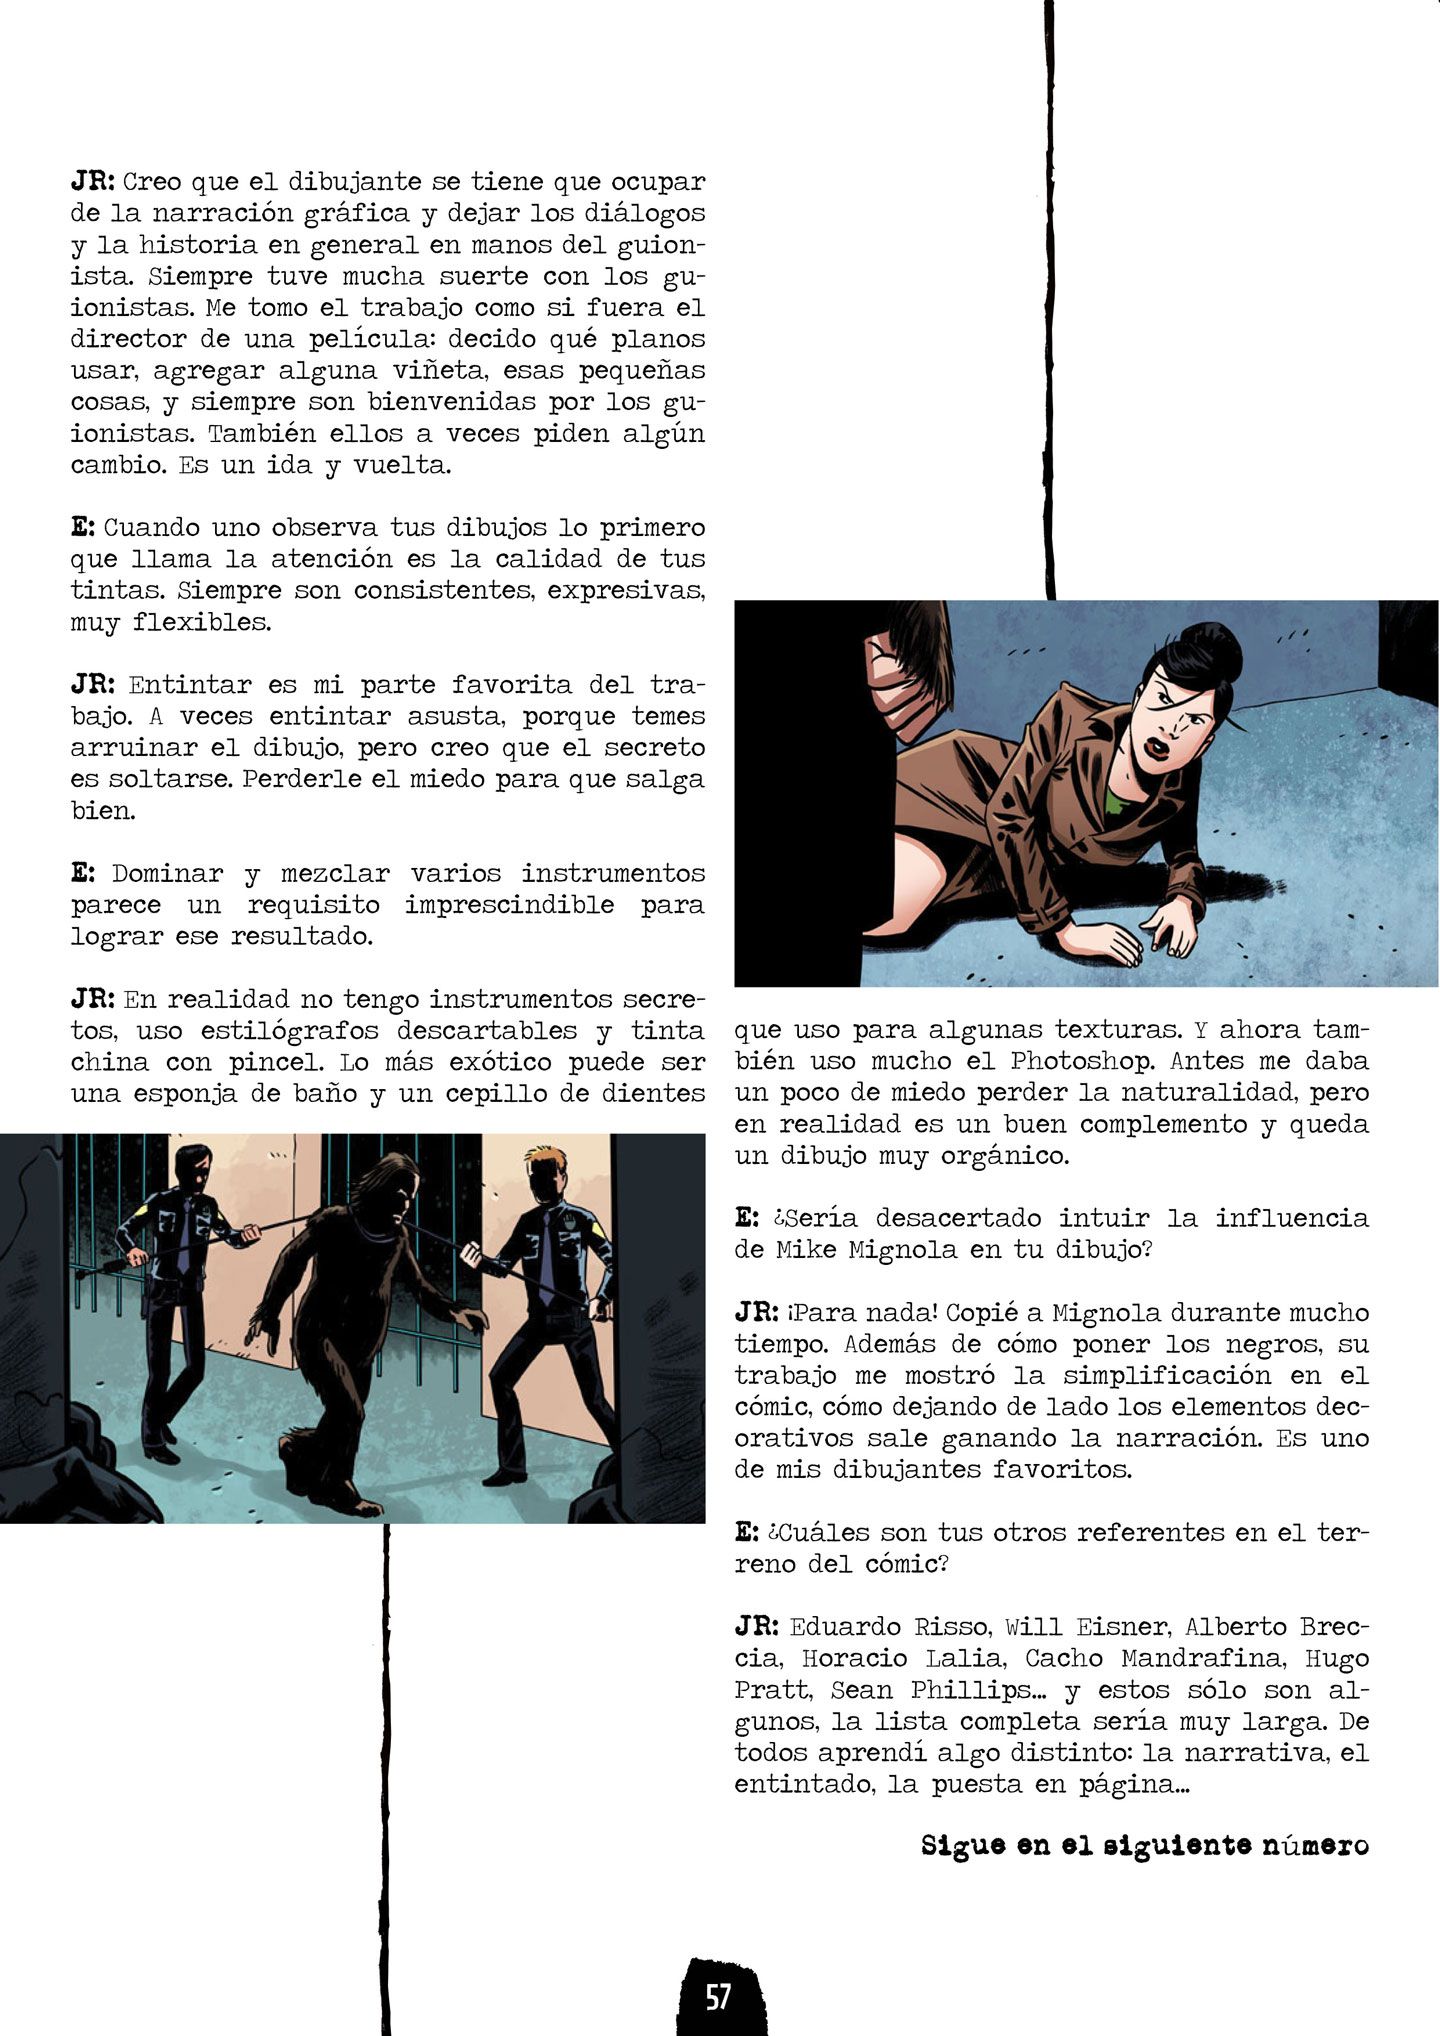 JR: Creo que el dibujante se tiene que ocupar
de la narración gráfica y dejar los diálogos
y la historia en general en manos del guion-
ista. Siempre tuve mucha suerte con los gu-
ionistas. Me tomo el trabajo como si fuera el
director de una película: decido qué planos
usar, agregar alguna viñeta, esas pequeñas
cosas, y siempre son bienvenidas por los gu-
ionistas. También ellos a veces piden algún
cambio. Es un ida y vuelta.
E: Cuando uno observa tus dibujos lo primero
que llama la atención es la calidad de tus
tintas. Siempre son consistentes, expresivas,
muy flexibles.
JR: Entintar es mi parte favorita del tra-
bajo. A veces entintar asusta, porque temes
arruinar el dibujo, pero creo que el secreto
es soltarse. Perderle el miedo para que salga
bien.
E: Dominar y mezclar varios instrumentos
parece un requisito imprescindible para
lograr ese resultado.
JR: En realidad no tengo instrumentos secre-
tos, uso estilógrafos descartables y tinta
china con pincel. Lo más exótico puede ser
una esponja de baño y un cepillo de dientes
que uso para algunas texturas. Y ahora tam-
bién uso mucho el Photoshop. Antes me daba
un poco de miedo perder la naturalidad, pero
en realidad es un buen complemento y queda
un dibujo muy orgánico.
E: ¿Sería desacertado intuir la influencia
de Mike Mignola en tu dibujo?
JR: ¡Para nada! Copié a Mignola durante mucho
tiempo. Además de cómo poner los negros, su
trabajo me mostró la simplificación en el
cómic, cómo dejando de lado los elementos dec-
orativos sale ganando la narración. Es uno
de mis dibujantes favoritos.
E: ¿Cuáles son tus otros referentes en el ter-
reno del cómic?
JR: Eduardo Risso, Will Eisner, Alberto Brec-
cia, Horacio Lalia, Cacho Mandrafina, Hugo
Pratt, Sean Phillips... y estos sólo son al-
gunos, la lista completa sería muy larga. De
todos aprendí algo distinto: la narrativa, el
entintado, la puesta en página...
Sigue en el siguiente número
57